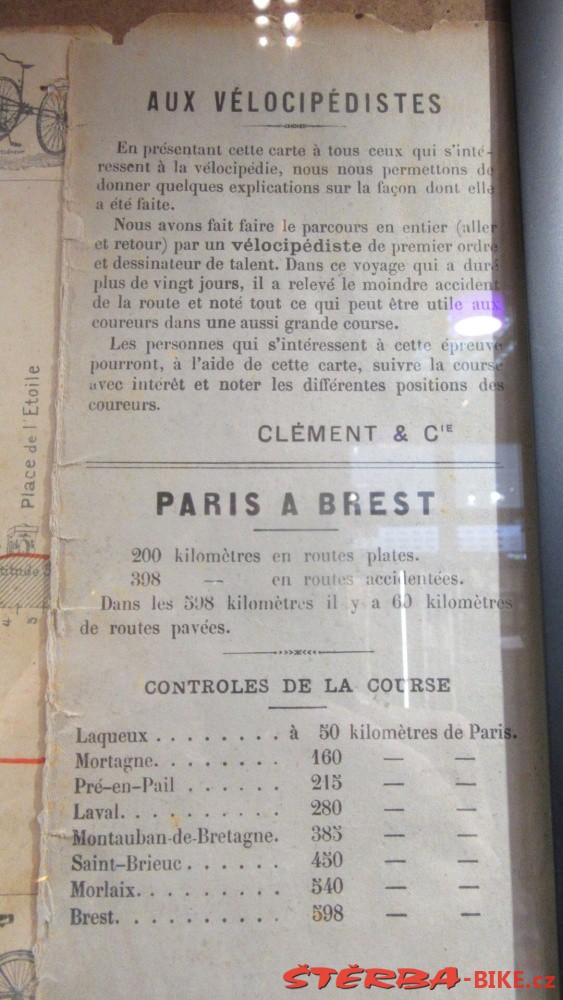 AUX VÉLOCIPÉDISTES
En présentant cette carte à tous ceux qui s'inté-
ressent à la vélocipédie, nous nous permettons de
donner quelques explications sur la façon dont elle
a été faite.
Nous avons fait faire le parcours en entier (aller
et retour) par un vélocipédiste de premier ordre
et dessinateur de talent. Dans ce voyage qui a duré
plus de vingt jours, il a relevé le moindre accident
de la route et noté tout ce qui peut être utile aux
coureurs dans une aussi grande course.
Les personnes qui s'intéressent à cette épreuve
pourront, à l'aide de cette carte, suivre la course
avec intérêt et noter les différentes positions des
coureurs.
CLÉMENT & CIE
PARIS A BREST
200 kilomètres en routes plates.
398 — en routes accidentées.
Dans les 598 kilomètres il y a 60 kilomètres
de routes pavées.
CONTROLES DE LA COURSE
Laqueux . . . . . . . . à 50 kilomètres de Paris.
Mortagne. . . . . . . . 160 — —
Pré-en-Pail . . . . . . 215 — —
Laval. . . . . . . . . . 280 — —
Montauban-de-Bretagne. 385 — —
Saint-Brieuc . . . . . . 450 — —
Morlaix. . . . . . . . . 540 — —
Brest. . . . . . . . . . 598 — —
Place de l'Etoile
4 5
ŠTĚRBA-BIKE.cz